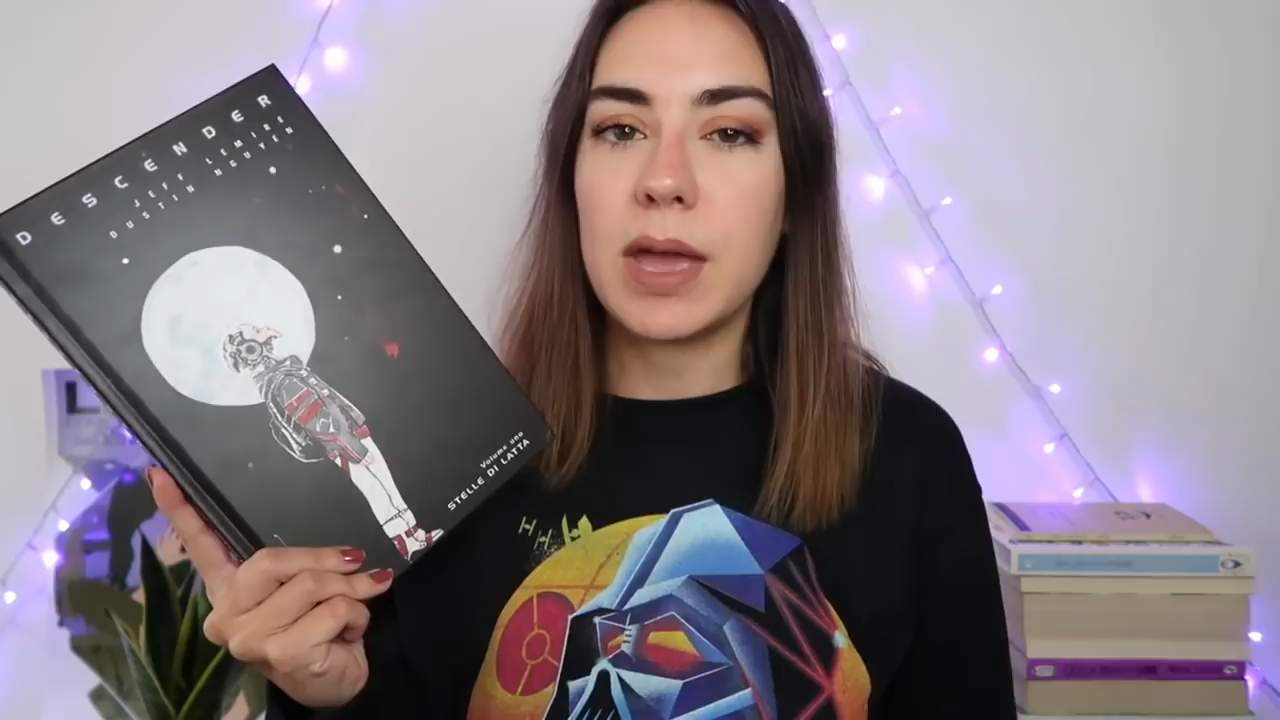 DESCENDER
JEFF LEMIRE
DUSTIN NGUYEN
Volume uno
STELLE DI LATTA